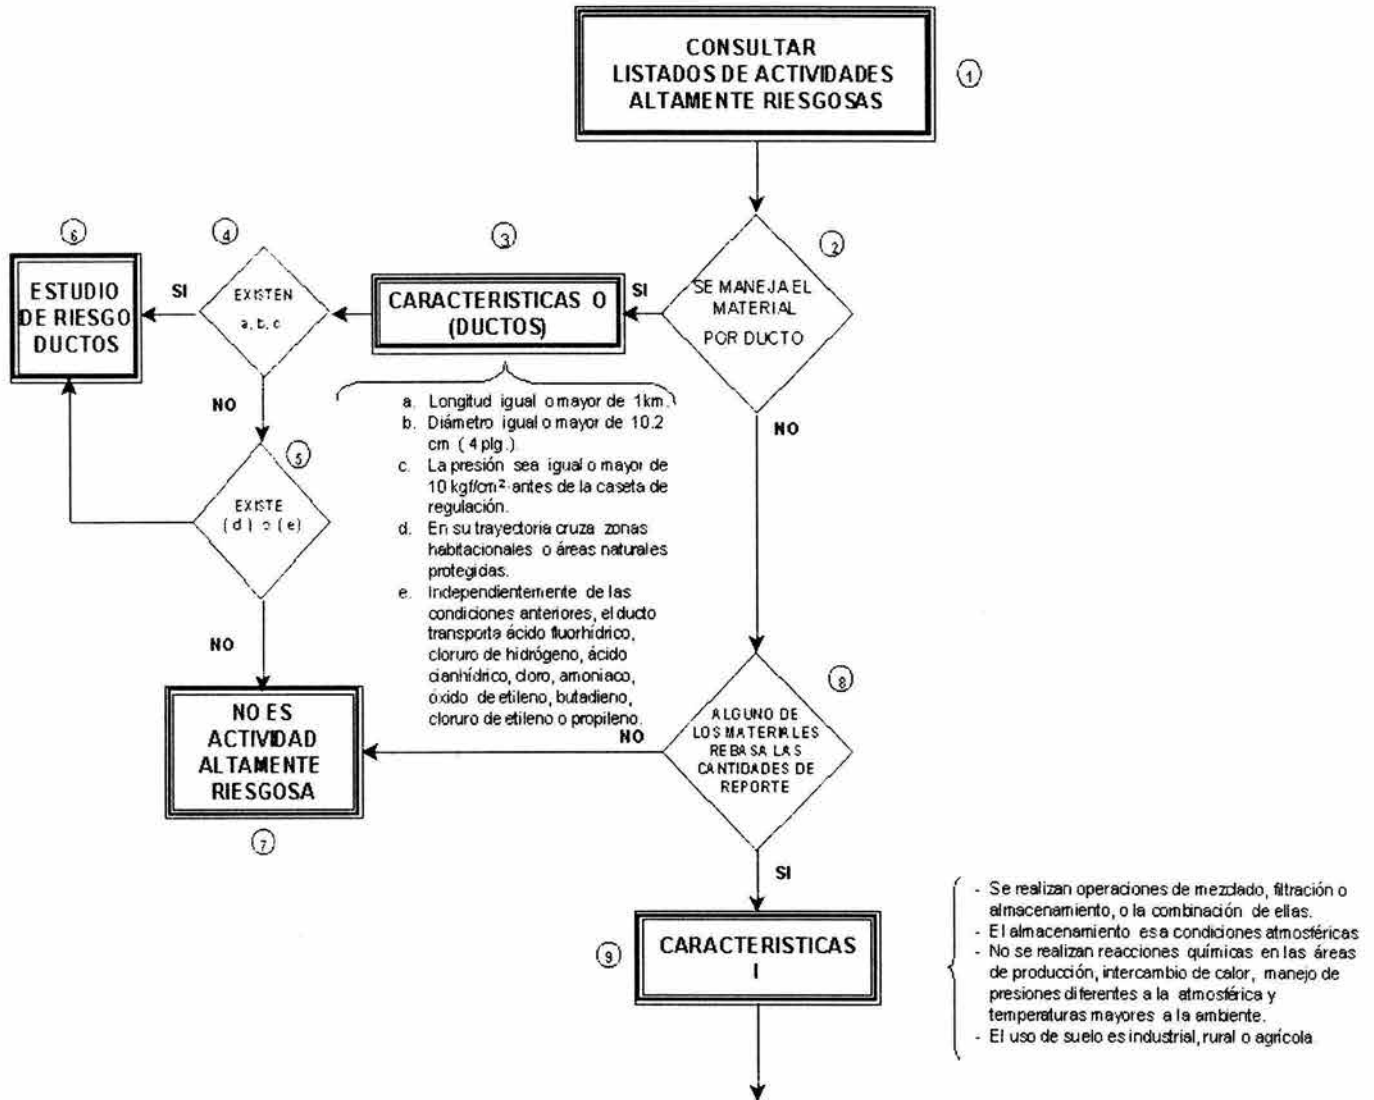 CONSULTAR
LISTADOS DE ACTIVIDADES
ALTAMENTE RIESGOSAS
1
2
SE MANEJA EL
MATERIAL
POR DUCTO
SI
NO
3
CARACTERISTICAS O
(DUCTOS)
a. Longitud igual o mayor de 1km.
b. Diámetro igual o mayor de 10.2
cm ( 4 plg.)
c. La presión sea igual o mayor de
10 kgf/cm² antes de la caseta de
regulación.
d. En su trayectoria cruza zonas
habitacionales o áreas naturales
protegidas.
e. Independientemente de las
condiciones anteriores, el ducto
transporta ácido fluorhídrico,
cloruro de hidrógeno, ácido
cianhídrico, cloro, amoniaco,
óxido de etileno, butadieno,
cloruro de etileno o propileno.
4
EXISTEN
a, b, c
SI
NO
6
ESTUDIO
DE RIESGO
DUCTOS
5
EXISTE
( d ) o ( e )
NO
NO ES
ACTIVIDAD
ALTAMENTE
RIESGOSA
7
8
ALGUNO DE
LOS MATERIALES
REBASA LAS
CANTIDADES DE
REPORTE
NO
SI
9
CARACTERISTICAS
I
- Se realizan operaciones de mezclado, filtración o
almacenamiento, o la combinación de ellas.
- El almacenamiento es a condiciones atmosféricas
- No se realizan reacciones químicas en las áreas
de producción, intercambio de calor, manejo de
presiones diferentes a la atmosférica y
temperaturas mayores a la ambiente.
- El uso de suelo es industrial, rural o agrícola